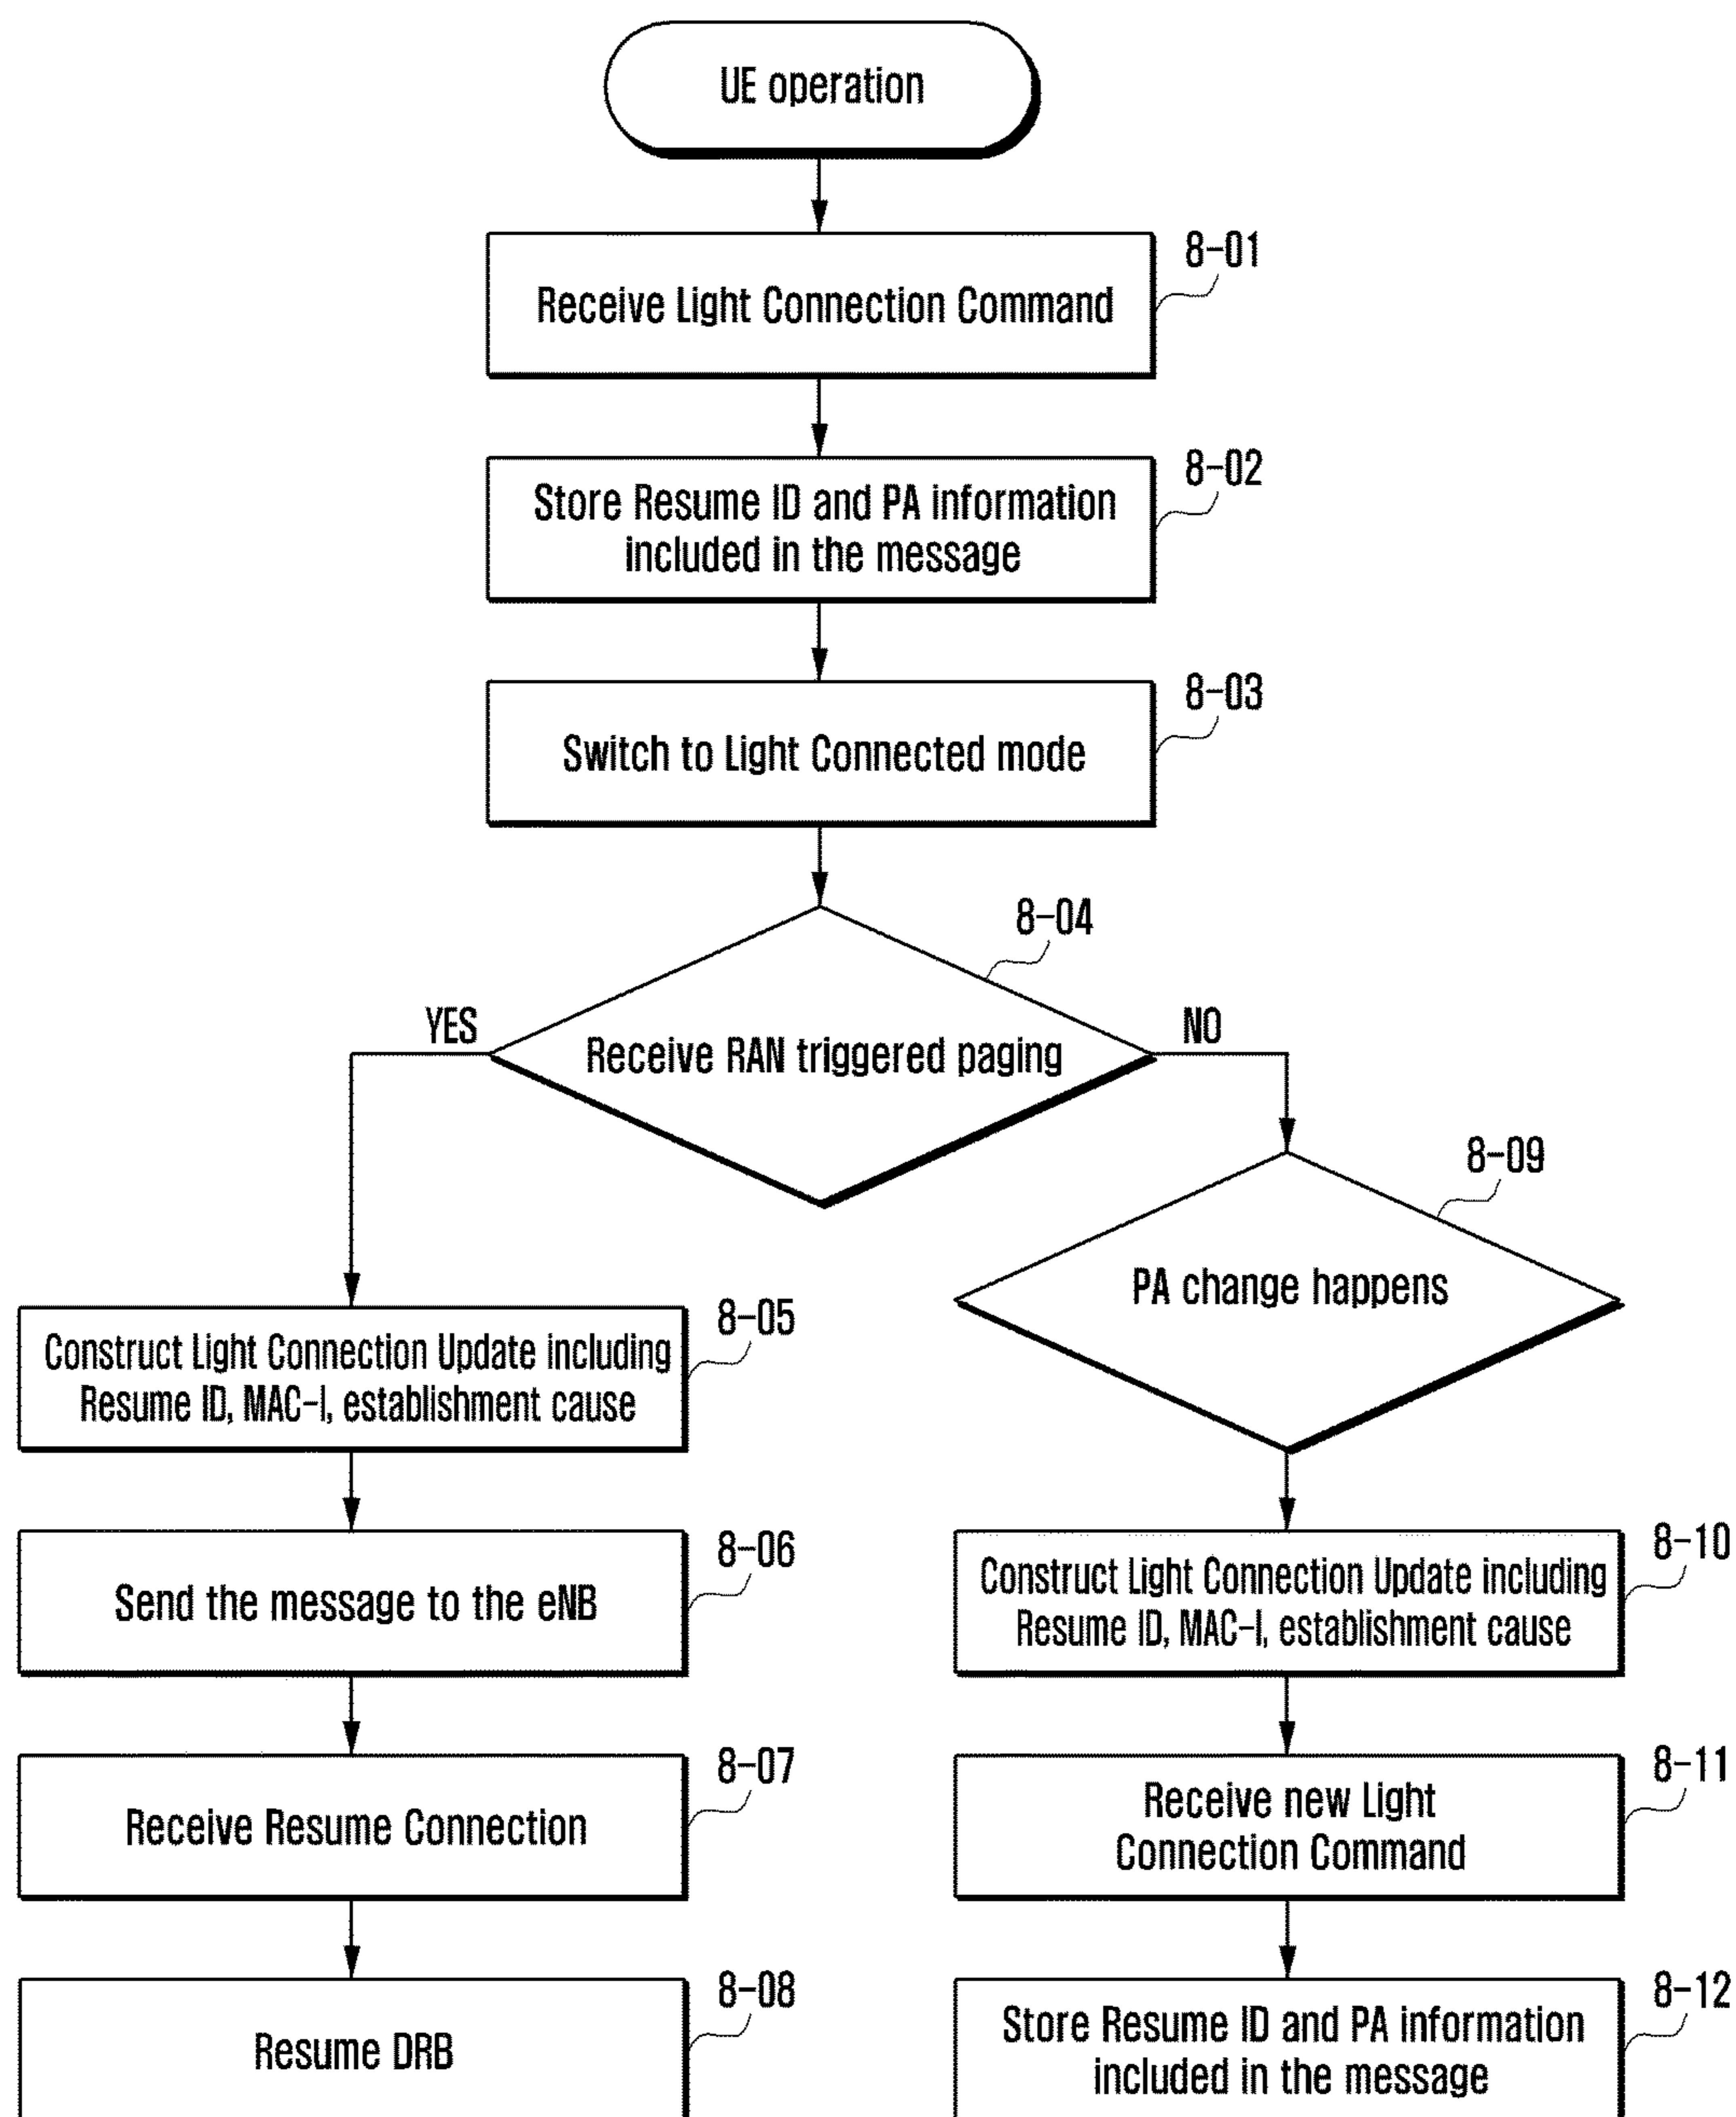 UE operation
8-01
Receive Light Connection Command
8-02
Store Resume ID and PA information
included in the message
8-03
Switch to Light Connected mode
8-04
YES
NO
Receive RAN triggered paging
8-09
PA change happens
8-05
Construct Light Connection Update including
Resume ID, MAC-I, establishment cause
8-06
Send the message to the eNB
8-07
Receive Resume Connection
8-08
Resume DRB
8-10
Construct Light Connection Update including
Resume ID, MAC-I, establishment cause
8-11
Receive new Light
Connection Command
8-12
Store Resume ID and PA information
included in the message